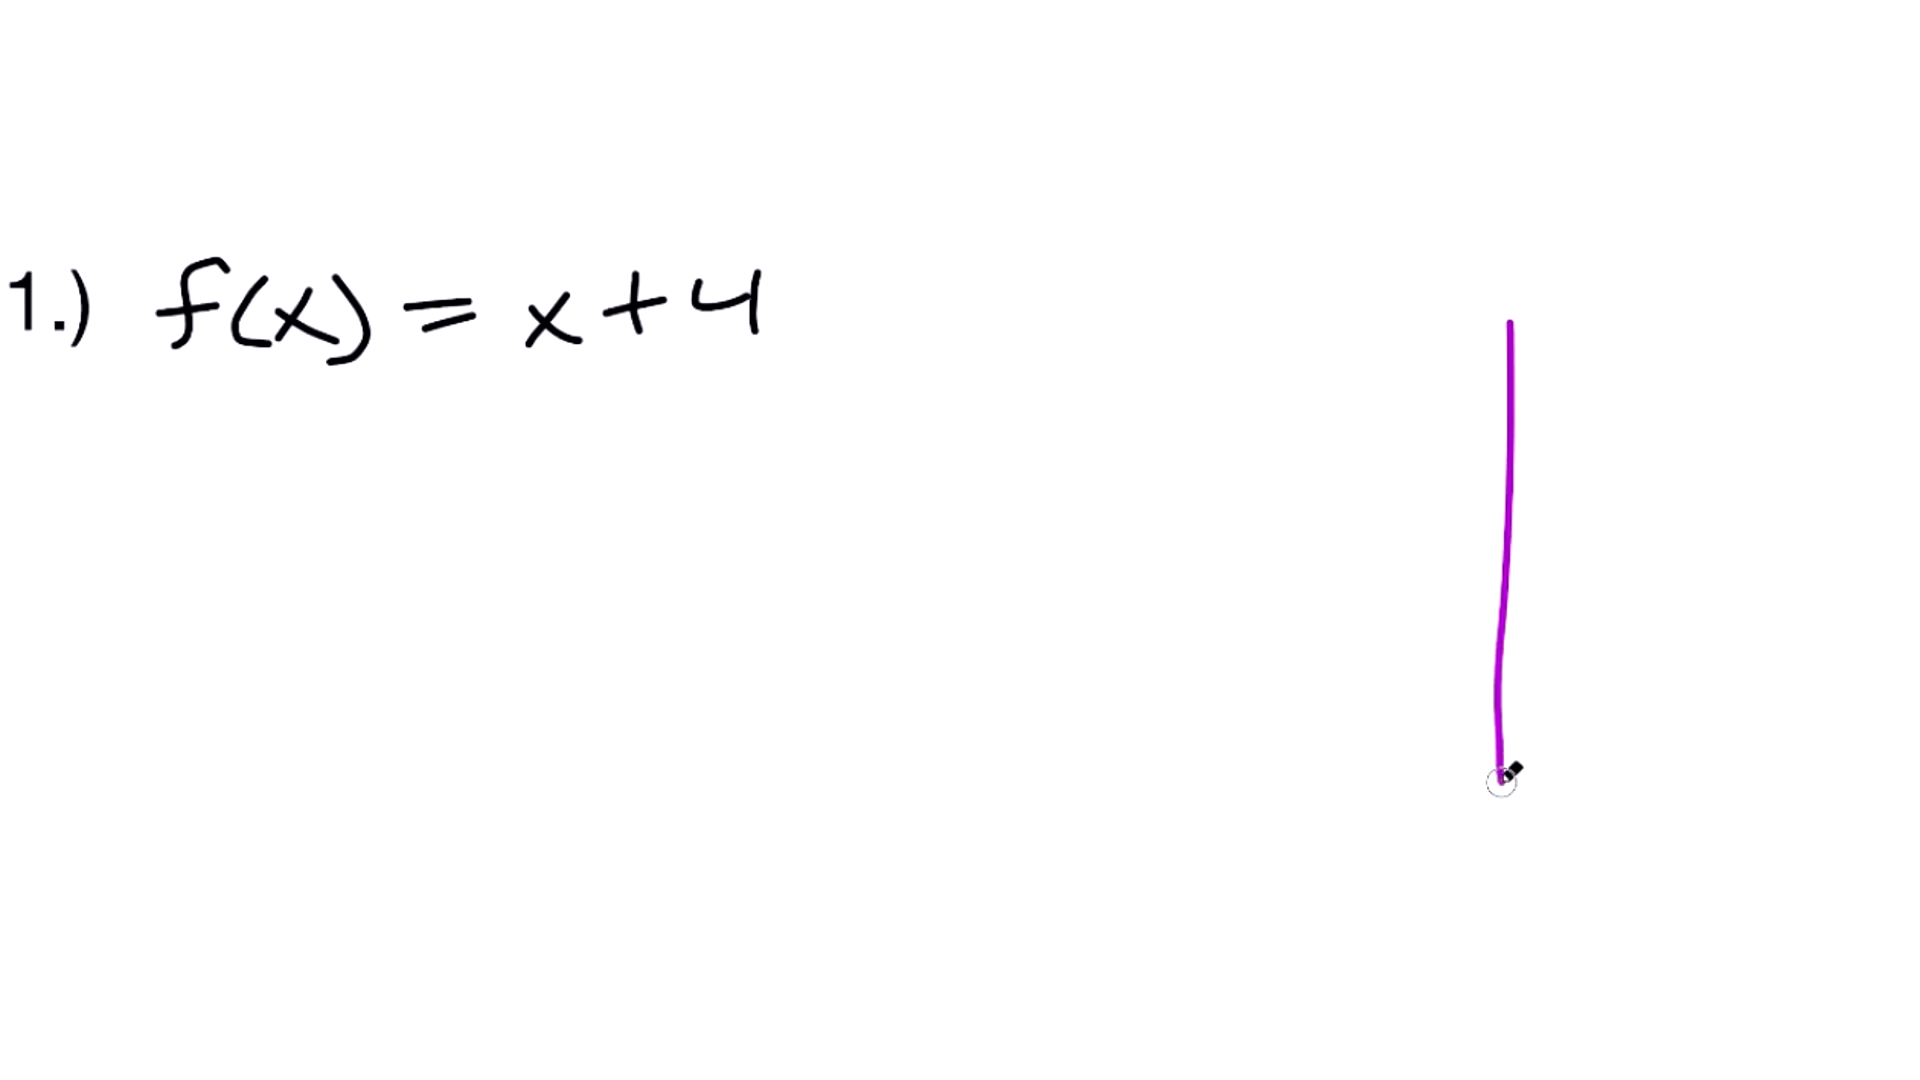 1.) f(x) = x + 4